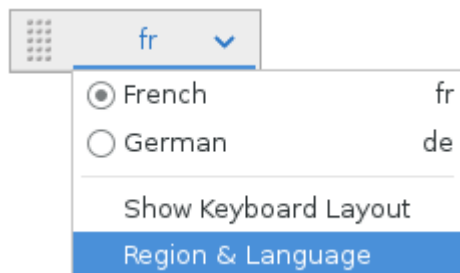 fr
French fr
German de
Show Keyboard Layout
Region & Language